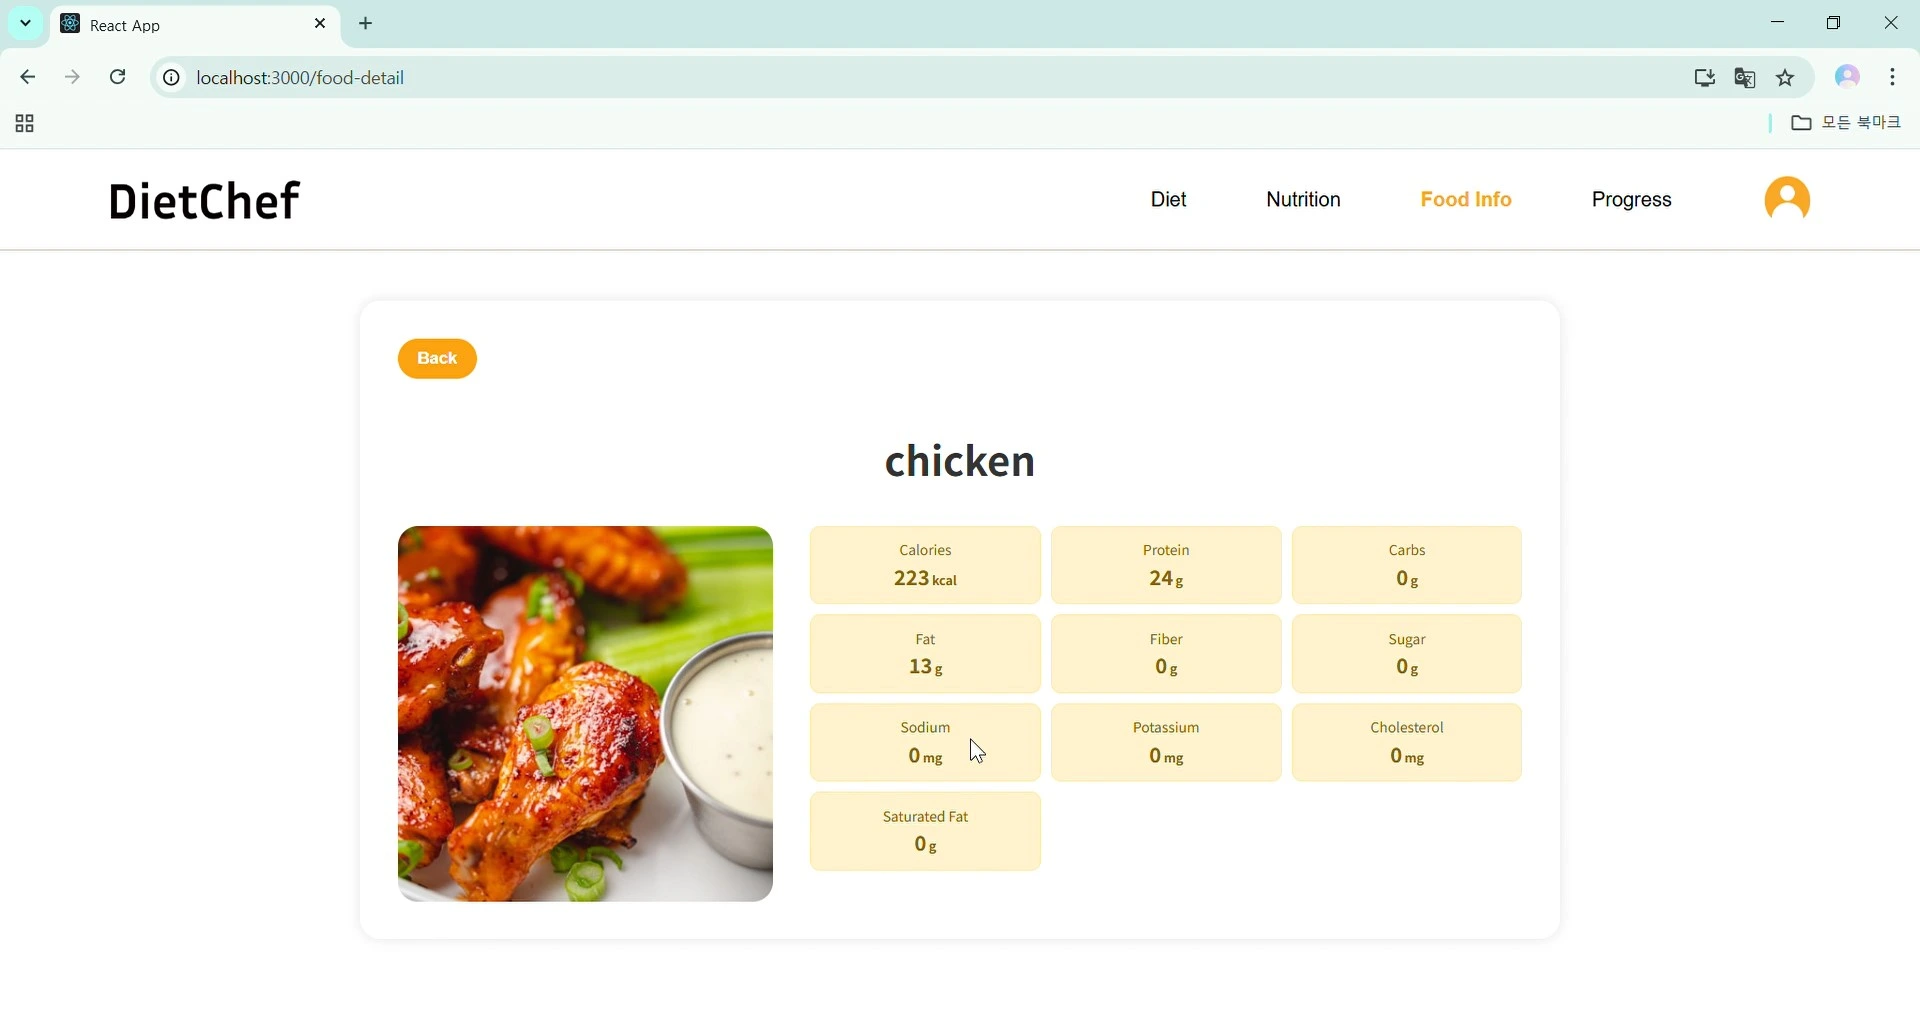 React App
localhost:3000/food-detail
모든 북마크
DietChef
Diet
Nutrition
Food Info
Progress
Back
chicken
Calories
Protein
Carbs
223 kcal
24 g
0 g
Fat
Fiber
Sugar
13 g
0 g
0 g
Sodium
Potassium
Cholesterol
0 mg
0 mg
0 mg
Saturated Fat
0 g